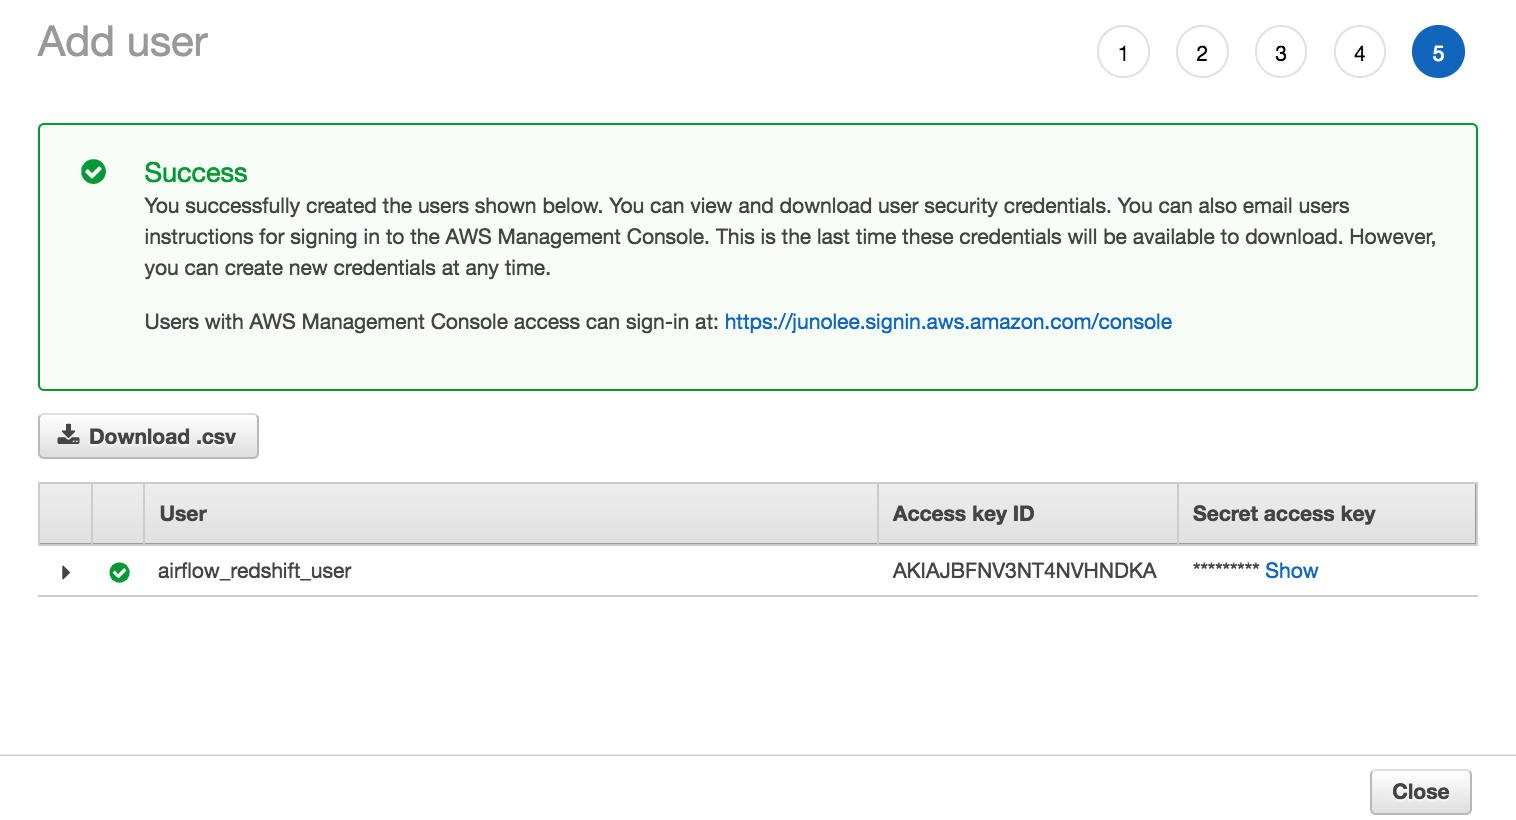 Add user
1 2 3 4 5
Success
You successfully created the users shown below. You can view and download user security credentials. You can also email users
instructions for signing in to the AWS Management Console. This is the last time these credentials will be available to download. However,
you can create new credentials at any time.
Users with AWS Management Console access can sign-in at: https://junolee.signin.aws.amazon.com/console
Download .csv
User Access key ID Secret access key
airflow_redshift_user AKIAJBFNV3NT4NVHNDKA ********* Show
Close